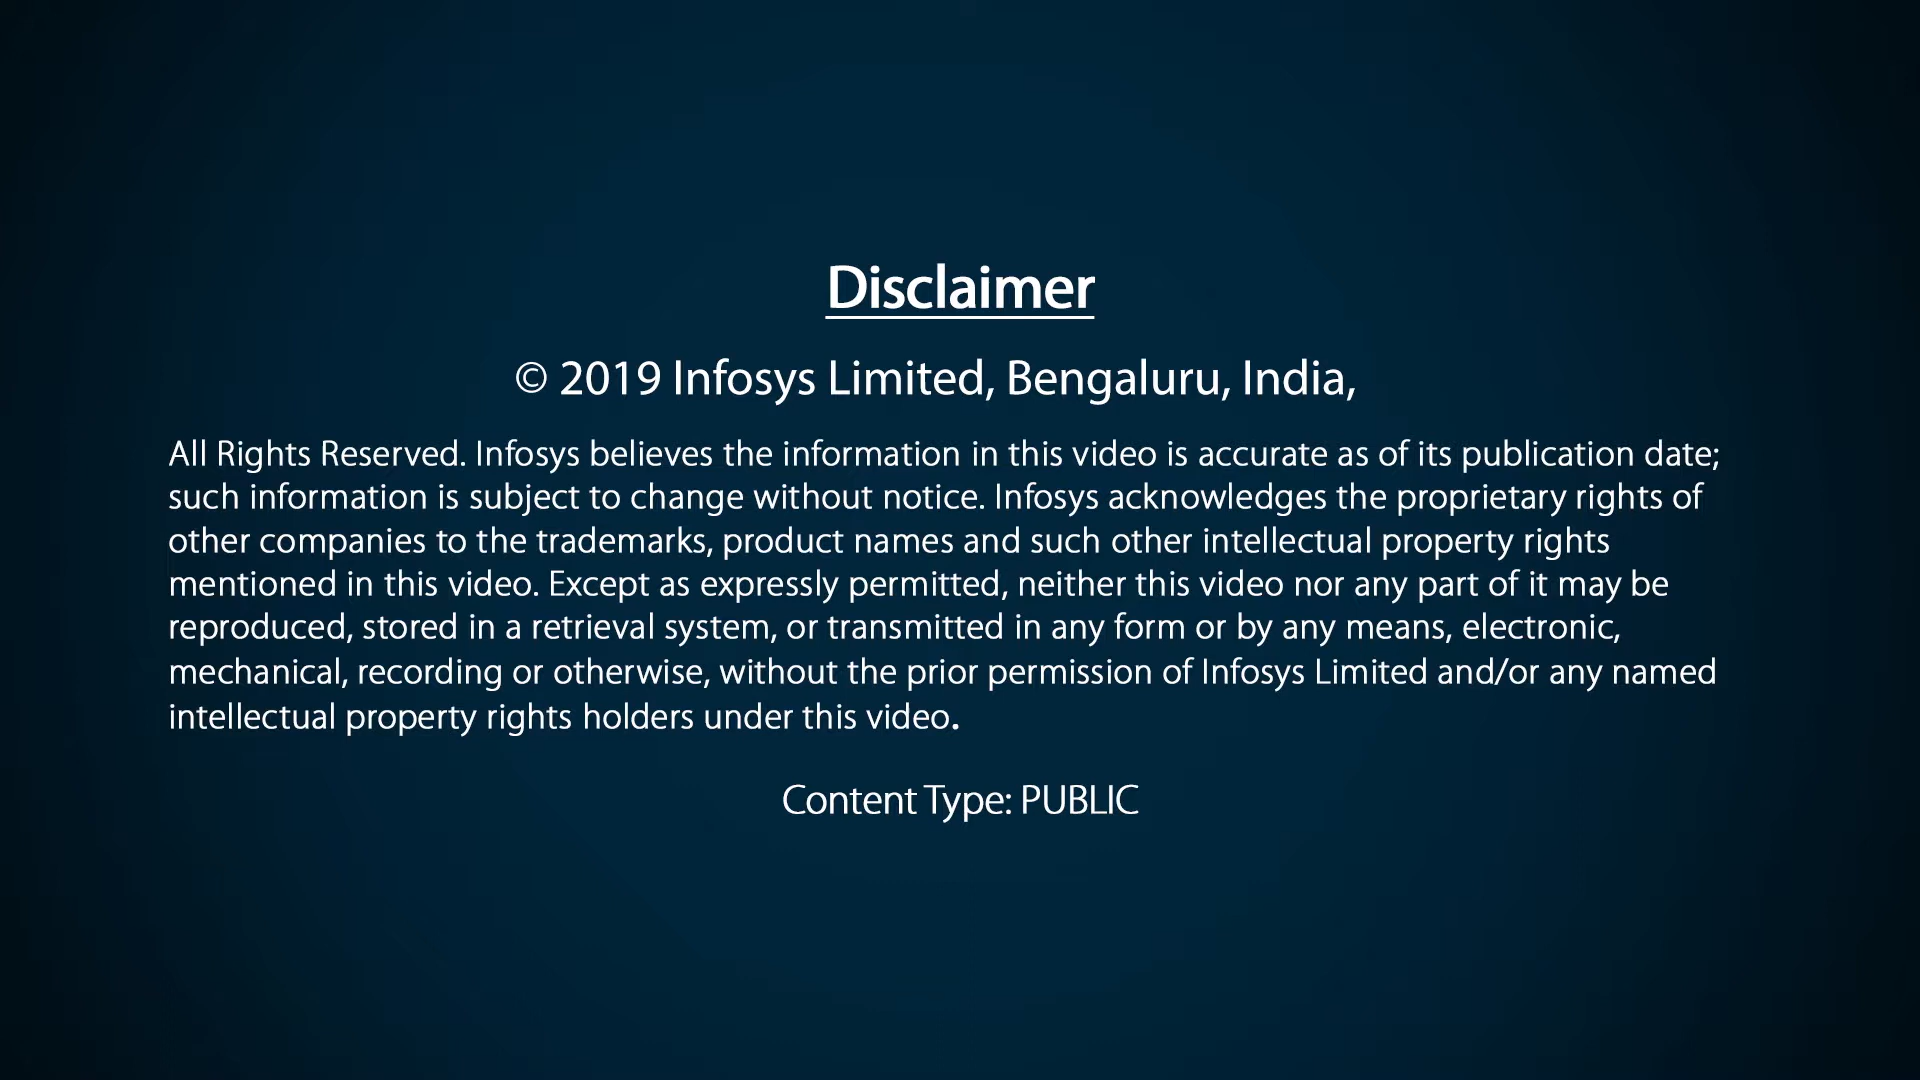 Disclaimer
© 2019 Infosys Limited, Bengaluru, India,
All Rights Reserved. Infosys believes the information in this video is accurate as of its publication date;
such information is subject to change without notice. Infosys acknowledges the proprietary rights of
other companies to the trademarks, product names and such other intellectual property rights
mentioned in this video. Except as expressly permitted, neither this video nor any part of it may be
reproduced, stored in a retrieval system, or transmitted in any form or by any means, electronic,
mechanical, recording or otherwise, without the prior permission of Infosys Limited and/or any named
intellectual property rights holders under this video.
Content Type: PUBLIC